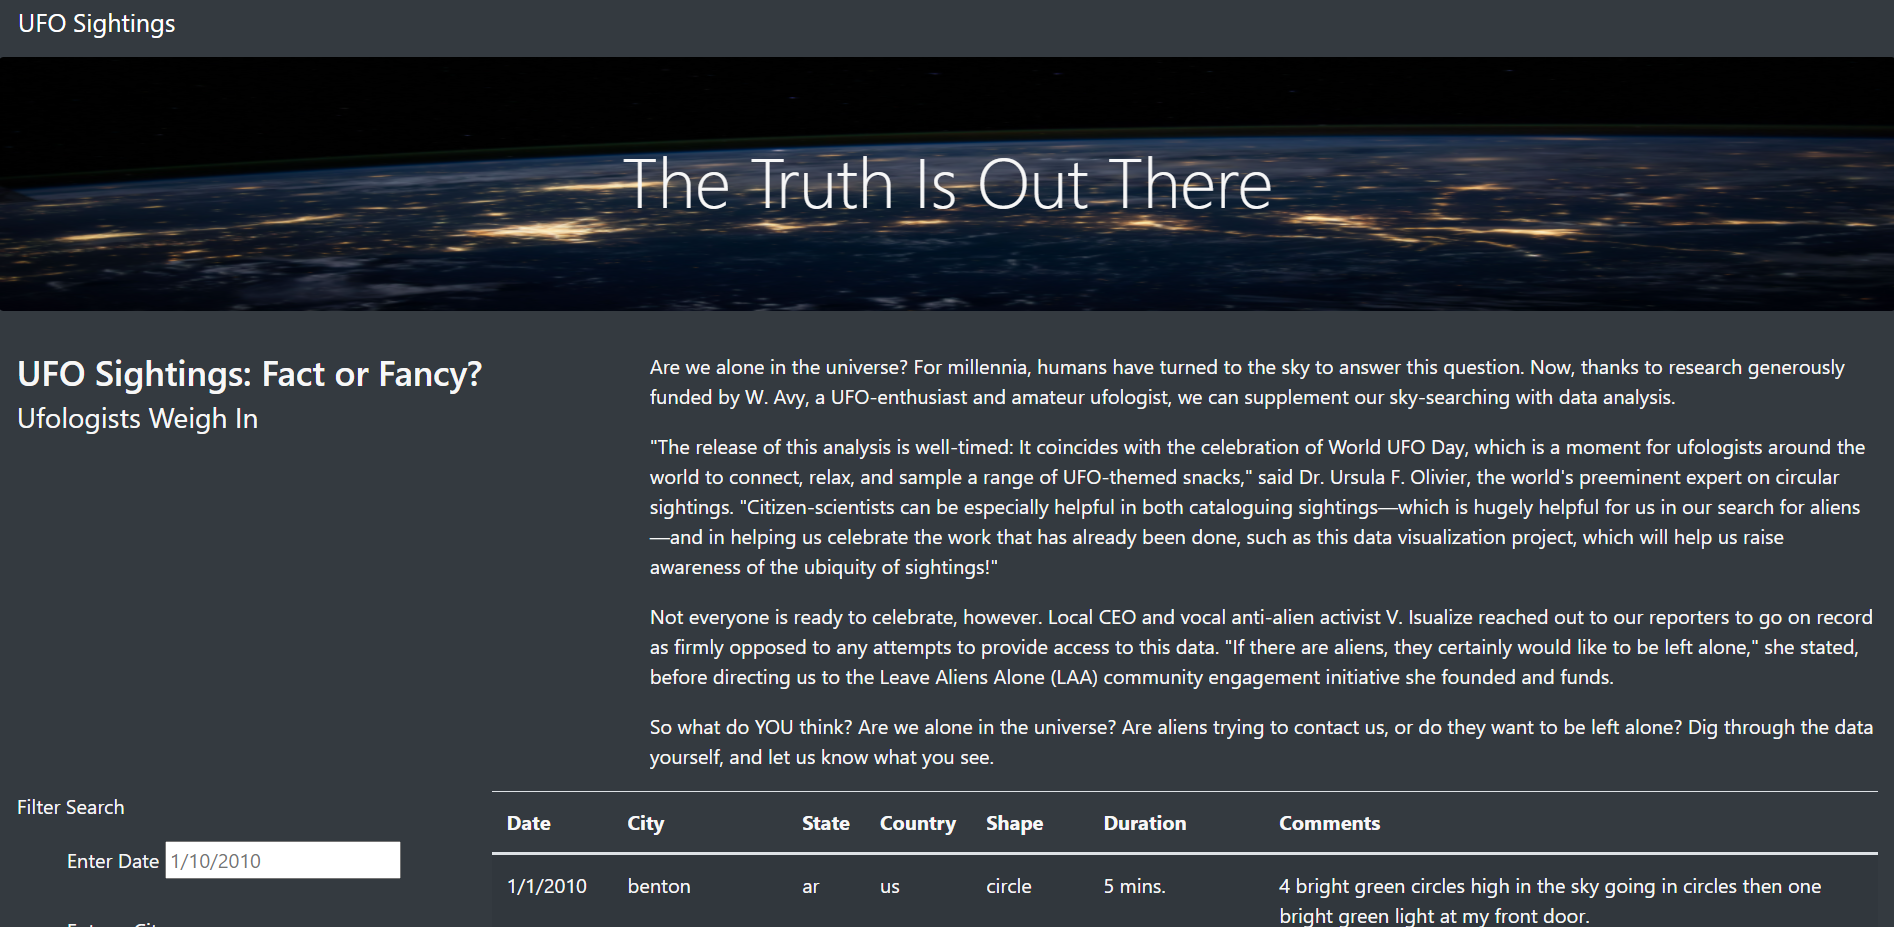 UFO Sightings
The Truth Is Out There
UFO Sightings: Fact or Fancy?
Ufologists Weigh In
Are we alone in the universe? For millennia, humans have turned to the sky to answer this question. Now, thanks to research generously
funded by W. Avy, a UFO-enthusiast and amateur ufologist, we can supplement our sky-searching with data analysis.
"The release of this analysis is well-timed: It coincides with the celebration of World UFO Day, which is a moment for ufologists around the
world to connect, relax, and sample a range of UFO-themed snacks," said Dr. Ursula F. Olivier, the world's preeminent expert on circular
sightings. "Citizen-scientists can be especially helpful in both cataloguing sightings—which is hugely helpful for us in our search for aliens
—and in helping us celebrate the work that has already been done, such as this data visualization project, which will help us raise
awareness of the ubiquity of sightings!"
Not everyone is ready to celebrate, however. Local CEO and vocal anti-alien activist V. Isualize reached out to our reporters to go on record
as firmly opposed to any attempts to provide access to this data. "If there are aliens, they certainly would like to be left alone," she stated,
before directing us to the Leave Aliens Alone (LAA) community engagement initiative she founded and funds.
So what do YOU think? Are we alone in the universe? Are aliens trying to contact us, or do they want to be left alone? Dig through the data
yourself, and let us know what you see.
Filter Search
Enter Date 1/10/2010
Date City State Country Shape Duration Comments
1/1/2010 benton ar us circle 5 mins. 4 bright green circles high in the sky going in circles then one
bright green light at my front door.